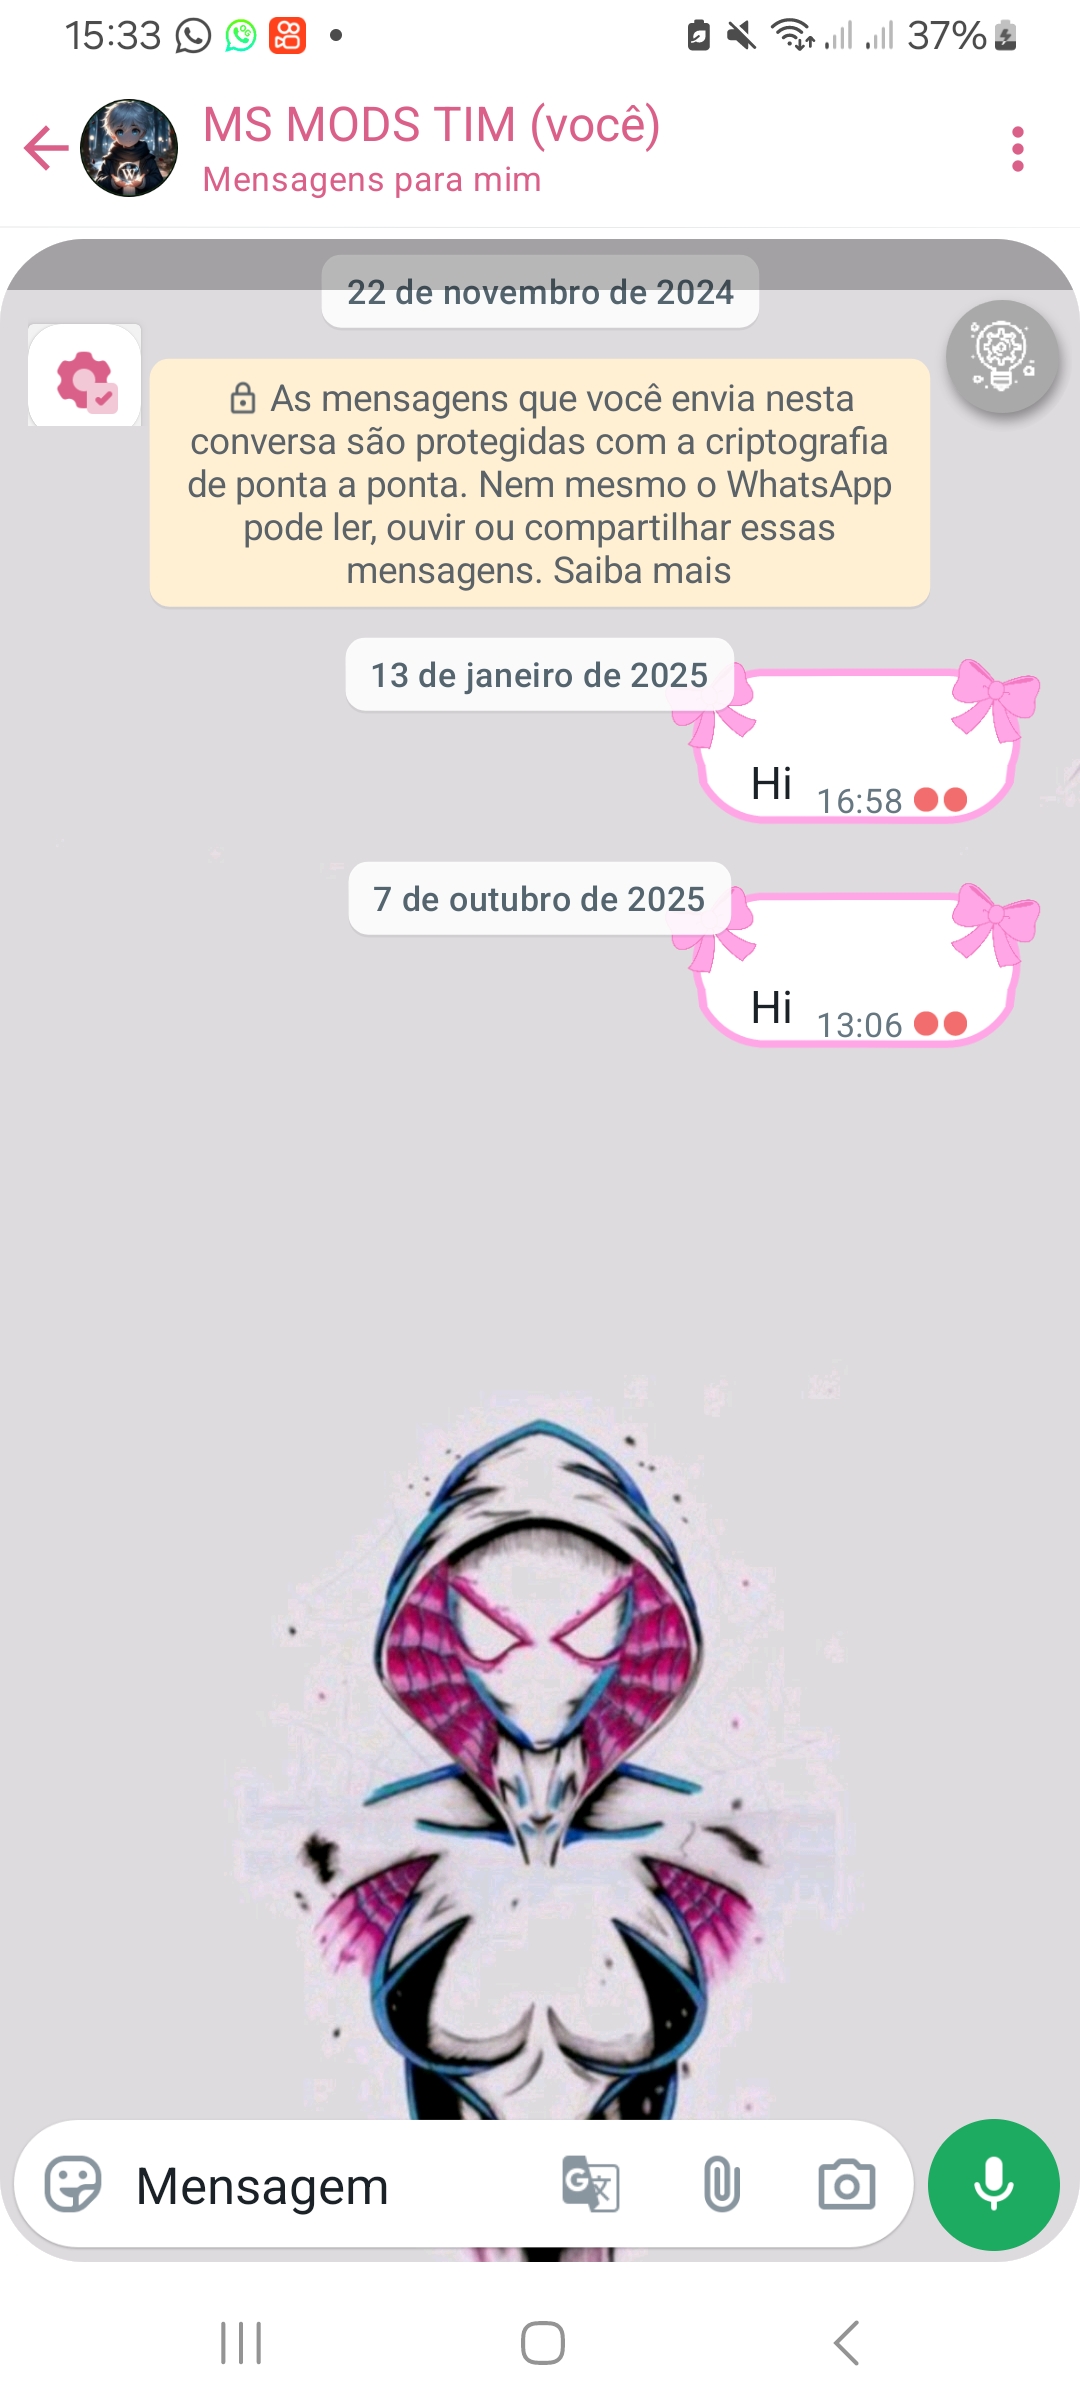 15:33
37%
MS MODS TIM (você)
Mensagens para mim
22 de novembro de 2024
As mensagens que você envia nesta
conversa são protegidas com a criptografia
de ponta a ponta. Nem mesmo o WhatsApp
pode ler, ouvir ou compartilhar essas
mensagens. Saiba mais
13 de janeiro de 2025
Hi 16:58
7 de outubro de 2025
Hi 13:06
Mensagem